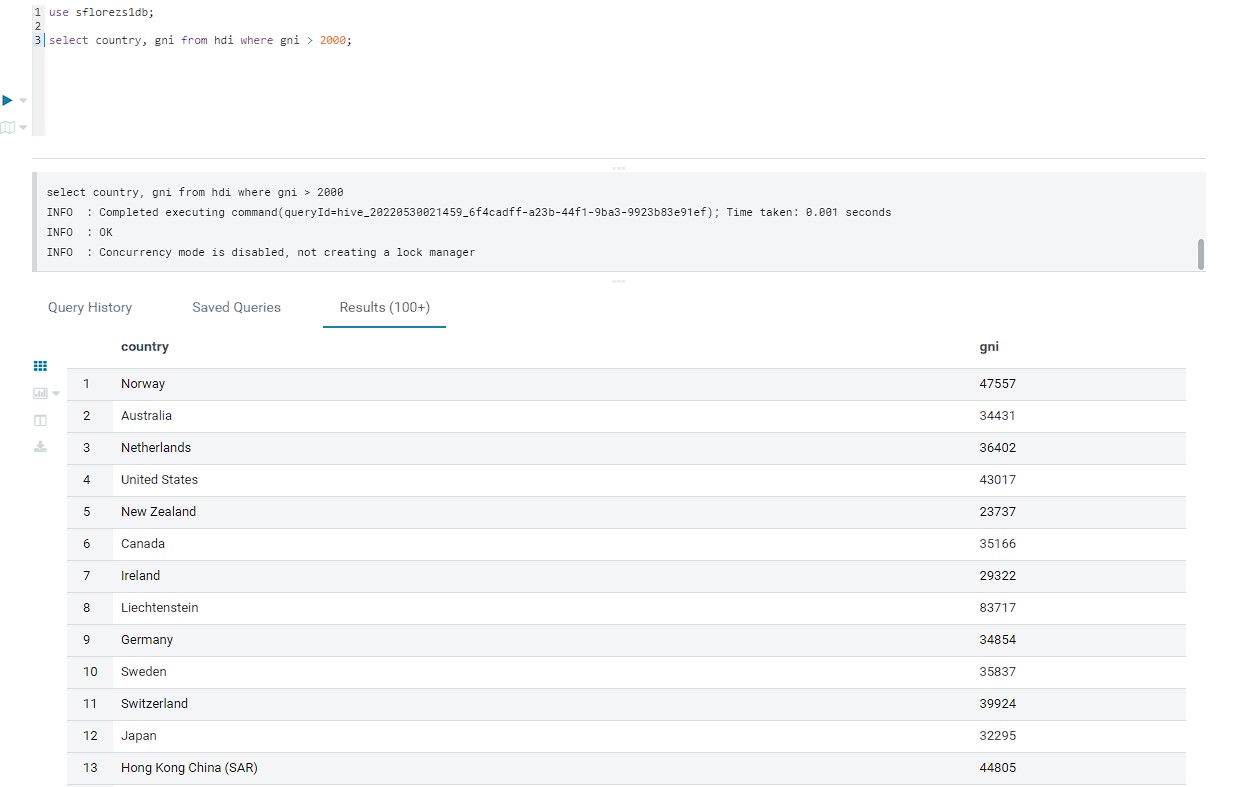 1 use sflorezs1db;
2
3 select country, gni from hdi where gni > 2000;
select country, gni from hdi where gni > 2000
INFO : Completed executing command(queryId=hive_20220530021459_6f4cadff-a23b-44f1-9ba3-9923b83e91ef); Time taken: 0.001 seconds
INFO : OK
INFO : Concurrency mode is disabled, not creating a lock manager
Query History Saved Queries Results (100+)
country gni
1 Norway 47557
2 Australia 34431
3 Netherlands 36402
4 United States 43017
5 New Zealand 23737
6 Canada 35166
7 Ireland 29322
8 Liechtenstein 83717
9 Germany 34854
10 Sweden 35837
11 Switzerland 39924
12 Japan 32295
13 Hong Kong China (SAR) 44805